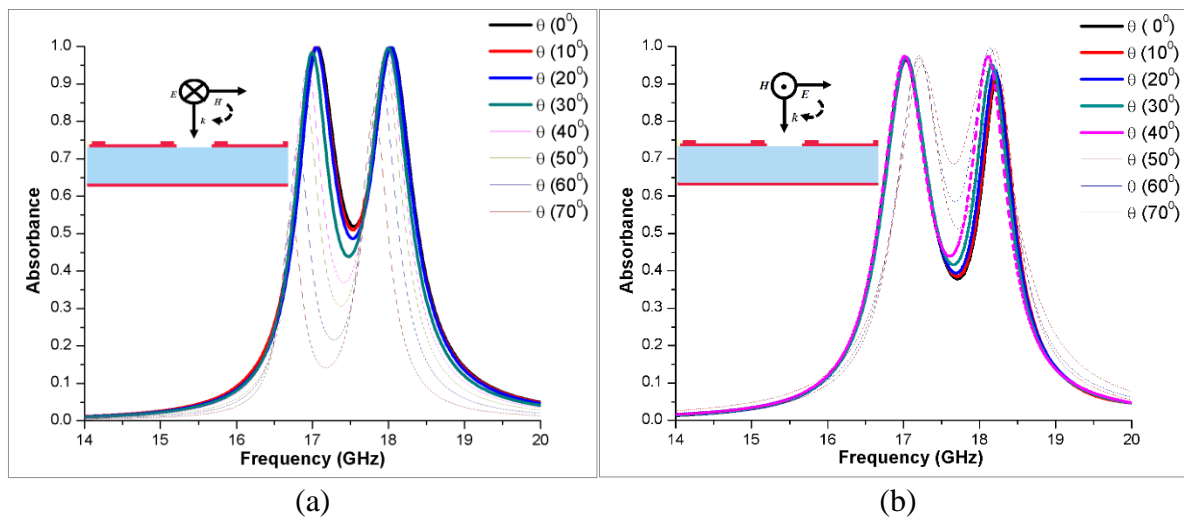 θ (0⁰)
θ (10⁰)
θ (20⁰)
θ (30⁰)
θ (40⁰)
θ (50⁰)
θ (60⁰)
θ (70⁰)
E
H
k
1.0
0.9
0.8
0.7
0.6
0.5
0.4
0.3
0.2
0.1
0.0
Absorbance
14 15 16 17 18 19 20
Frequency (GHz)
(a)
θ ( 0⁰)
θ (10⁰)
θ (20⁰)
θ (30⁰)
θ (40⁰)
θ (50⁰)
θ (60⁰)
θ (70⁰)
H
E
k
1.0
0.9
0.8
0.7
0.6
0.5
0.4
0.3
0.2
0.1
0.0
Absorbance
14 15 16 17 18 19 20
Frequency (GHz)
(b)